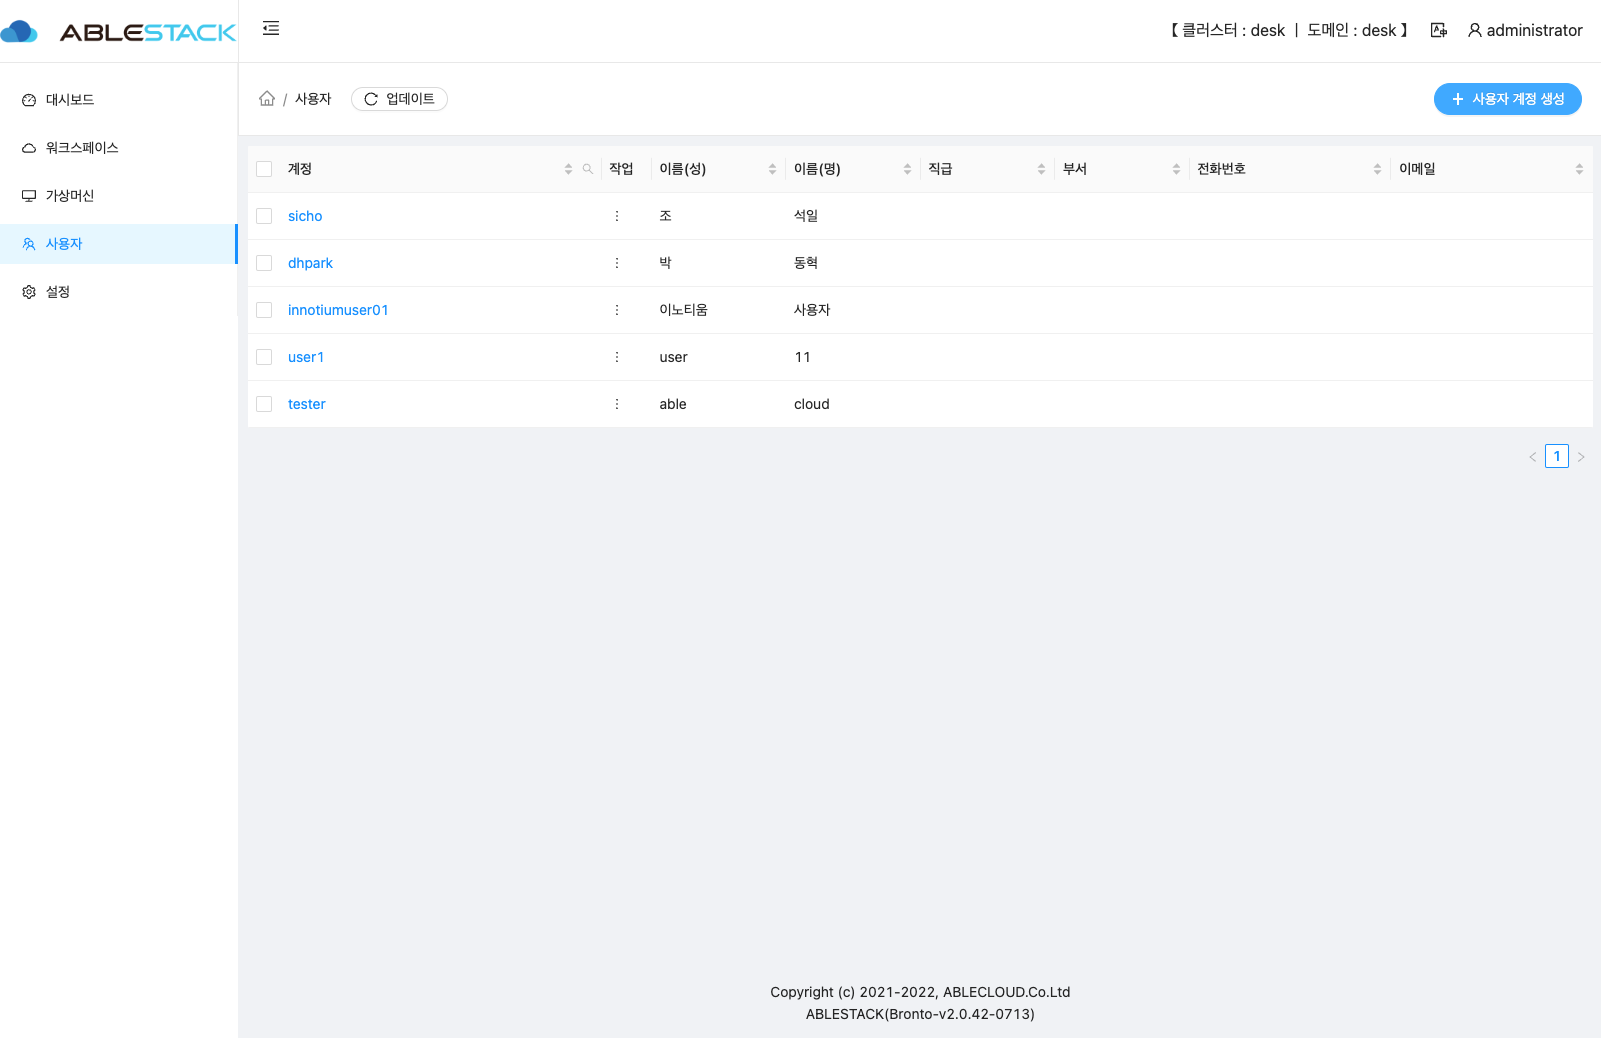 ABLESTACK
【 클러스터 : desk ㅣ 도메인 : desk 】 administrator
대시보드
워크스페이스
가상머신
사용자
설정
/ 사용자 업데이트
+ 사용자 계정 생성
계정 작업 이름(성) 이름(명) 직급 부서 전화번호 이메일
sicho 조 석일
dhpark 박 동혁
innotiumuser01 이노티움 사용자
user1 user 11
tester able cloud
< 1 >
Copyright (c) 2021-2022, ABLECLOUD.Co.Ltd
ABLESTACK(Bronto-v2.0.42-0713)